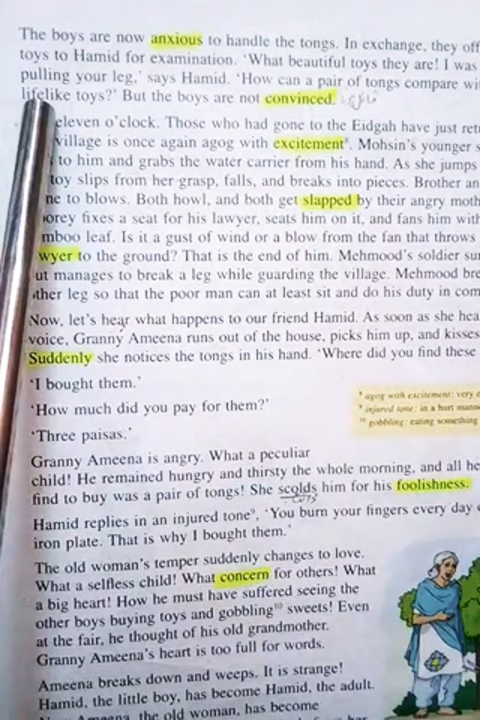 The boys are now anxious to handle the tongs. In exchange, they off
toys to Hamid for examination. 'What beautiful toys they are! I was
pulling your leg,' says Hamid. 'How can a pair of tongs compare wi
lifelike toys?' But the boys are not convinced.
eleven o'clock. Those who had gone to the Eidgah have just ret
village is once again agog with excitement⁸. Mohsin's younger s
to him and grabs the water carrier from his hand. As she jumps
toy slips from her grasp, falls, and breaks into pieces. Brother an
ne to blows. Both howl, and both get slapped by their angry moth
orey fixes a seat for his lawyer, seats him on it, and fans him with
mboo leaf. Is it a gust of wind or a blow from the fan that throws
wyer to the ground? That is the end of him. Mehmood's soldier su
ut manages to break a leg while guarding the village. Mehmood bre
ther leg so that the poor man can at least sit and do his duty in com
Now, let's hear what happens to our friend Hamid. As soon as she hea
voice, Granny Ameena runs out of the house, picks him up, and kisses
Suddenly she notices the tongs in his hand. 'Where did you find these
'I bought them.'
'How much did you pay for them?'
'Three paisas.'
⁸ agog with excitement: very e
⁹ injured tone: in a hurt mann
¹⁰ gobbling: eating something
Granny Ameena is angry. What a peculiar
child! He remained hungry and thirsty the whole morning, and all he
find to buy was a pair of tongs! She scolds him for his foolishness.
Hamid replies in an injured tone⁹, 'You burn your fingers every day
iron plate. That is why I bought them.'
The old woman's temper suddenly changes to love.
What a selfless child! What concern for others! What
a big heart! How he must have suffered seeing the
other boys buying toys and gobbling¹⁰ sweets! Even
at the fair, he thought of his old grandmother.
Granny Ameena's heart is too full for words.
Ameena breaks down and weeps. It is strange!
Hamid, the little boy, has become Hamid, the adult.
Ameena, the old woman, has become